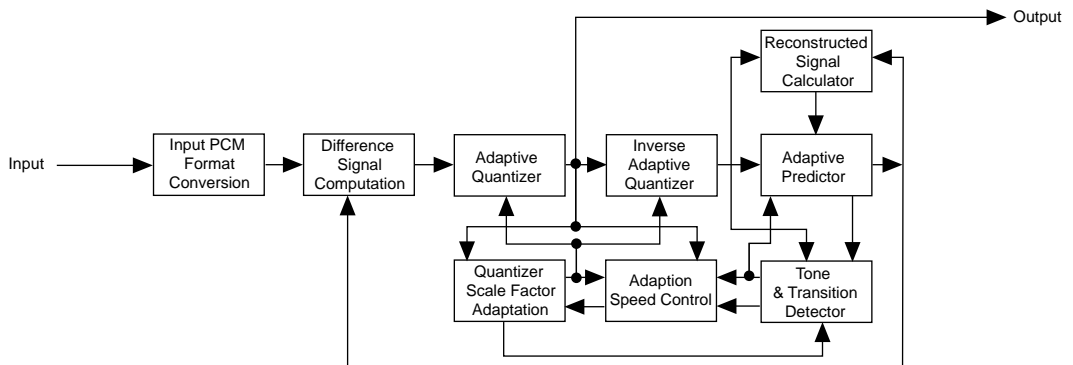 Output
Reconstructed
Signal
Calculator
Input
Input PCM
Format
Conversion
Difference
Signal
Computation
Adaptive
Quantizer
Inverse
Adaptive
Quantizer
Adaptive
Predictor
Quantizer
Scale Factor
Adaptation
Adaption
Speed Control
Tone
& Transition
Detector